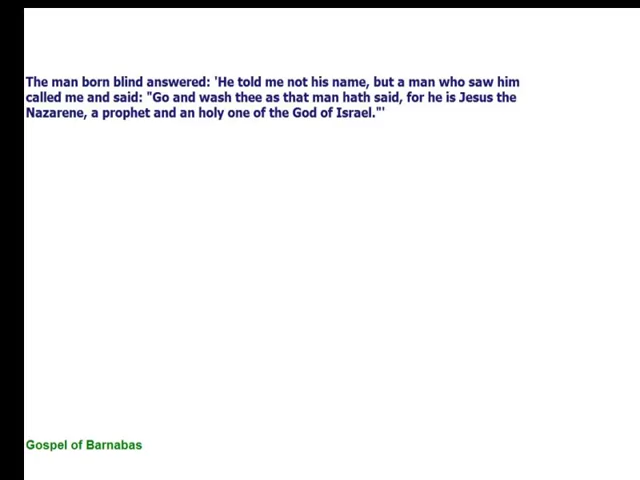 The man born blind answered: 'He told me not his name, but a man who saw him
called me and said: "Go and wash thee as that man hath said, for he is Jesus the
Nazarene, a prophet and an holy one of the God of Israel."'
Gospel of Barnabas